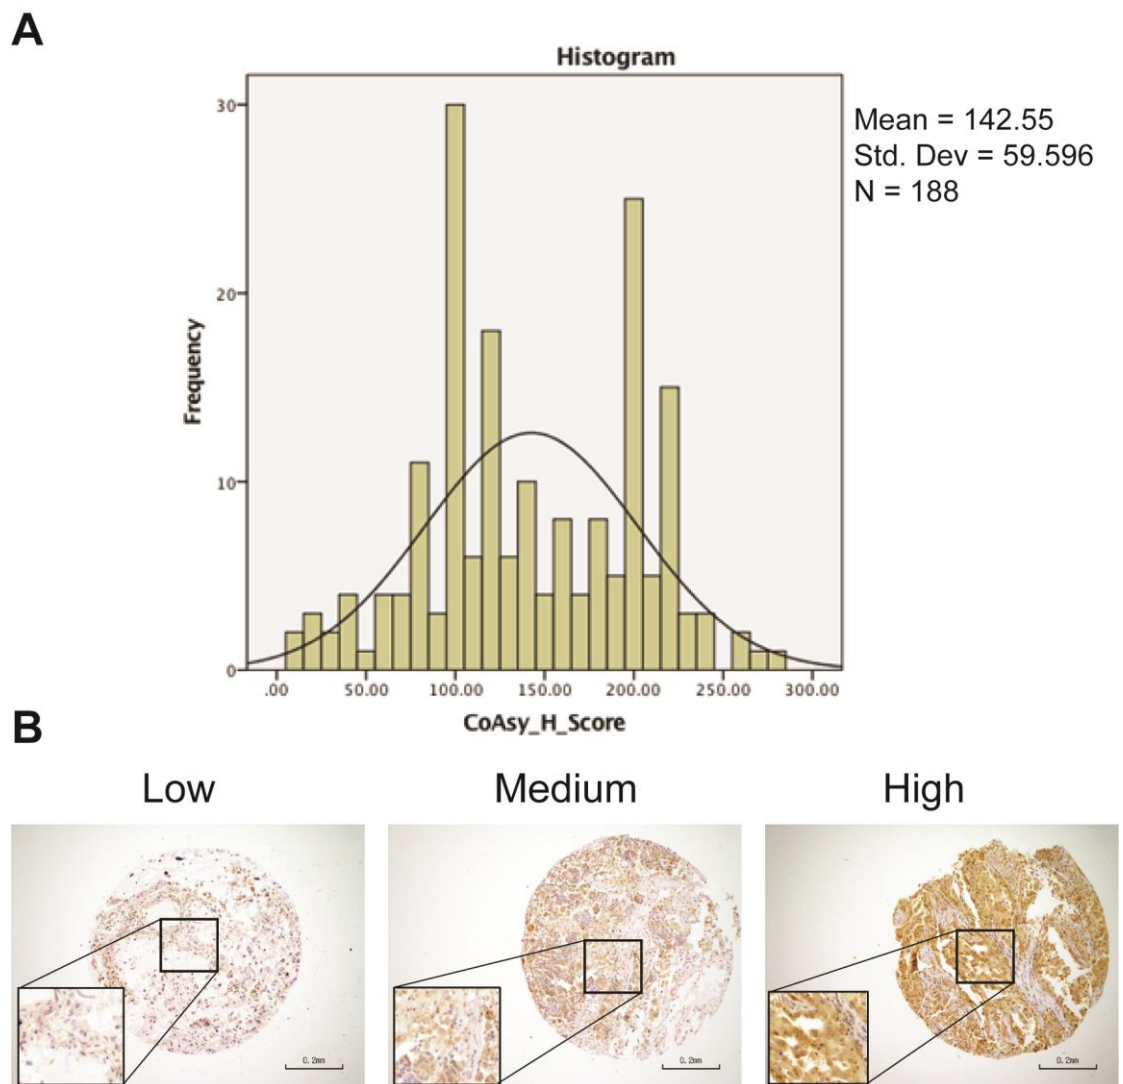 A
Histogram
Mean = 142.55
Std. Dev = 59.596
N = 188
30
20
10
0
Frequency
.00 50.00 100.00 150.00 200.00 250.00 300.00
CoAsy_H_Score
B
Low Medium High
0.2mm 0.2mm 0.2mm